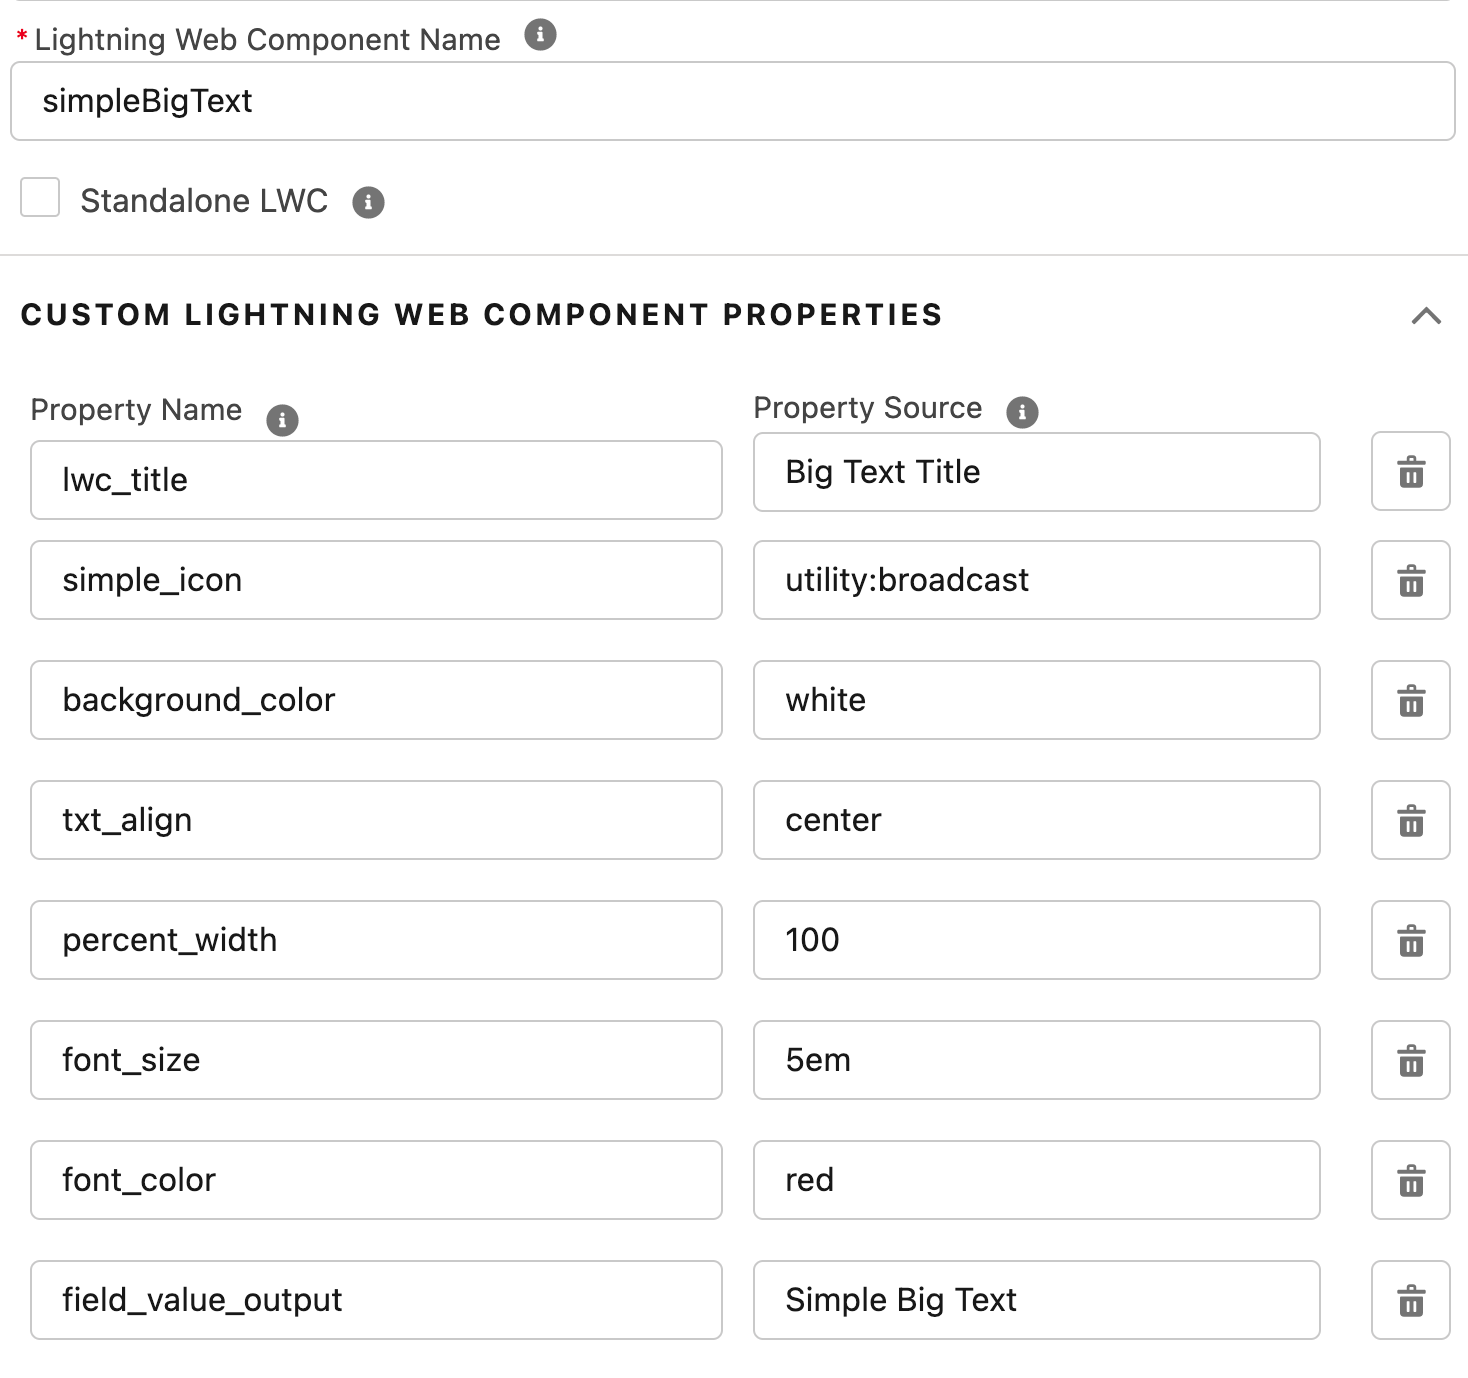 * Lightning Web Component Name
simpleBigText
Standalone LWC
CUSTOM LIGHTNING WEB COMPONENT PROPERTIES
Property Name Property Source
lwc_title Big Text Title
simple_icon utility:broadcast
background_color white
txt_align center
percent_width 100
font_size 5em
font_color red
field_value_output Simple Big Text